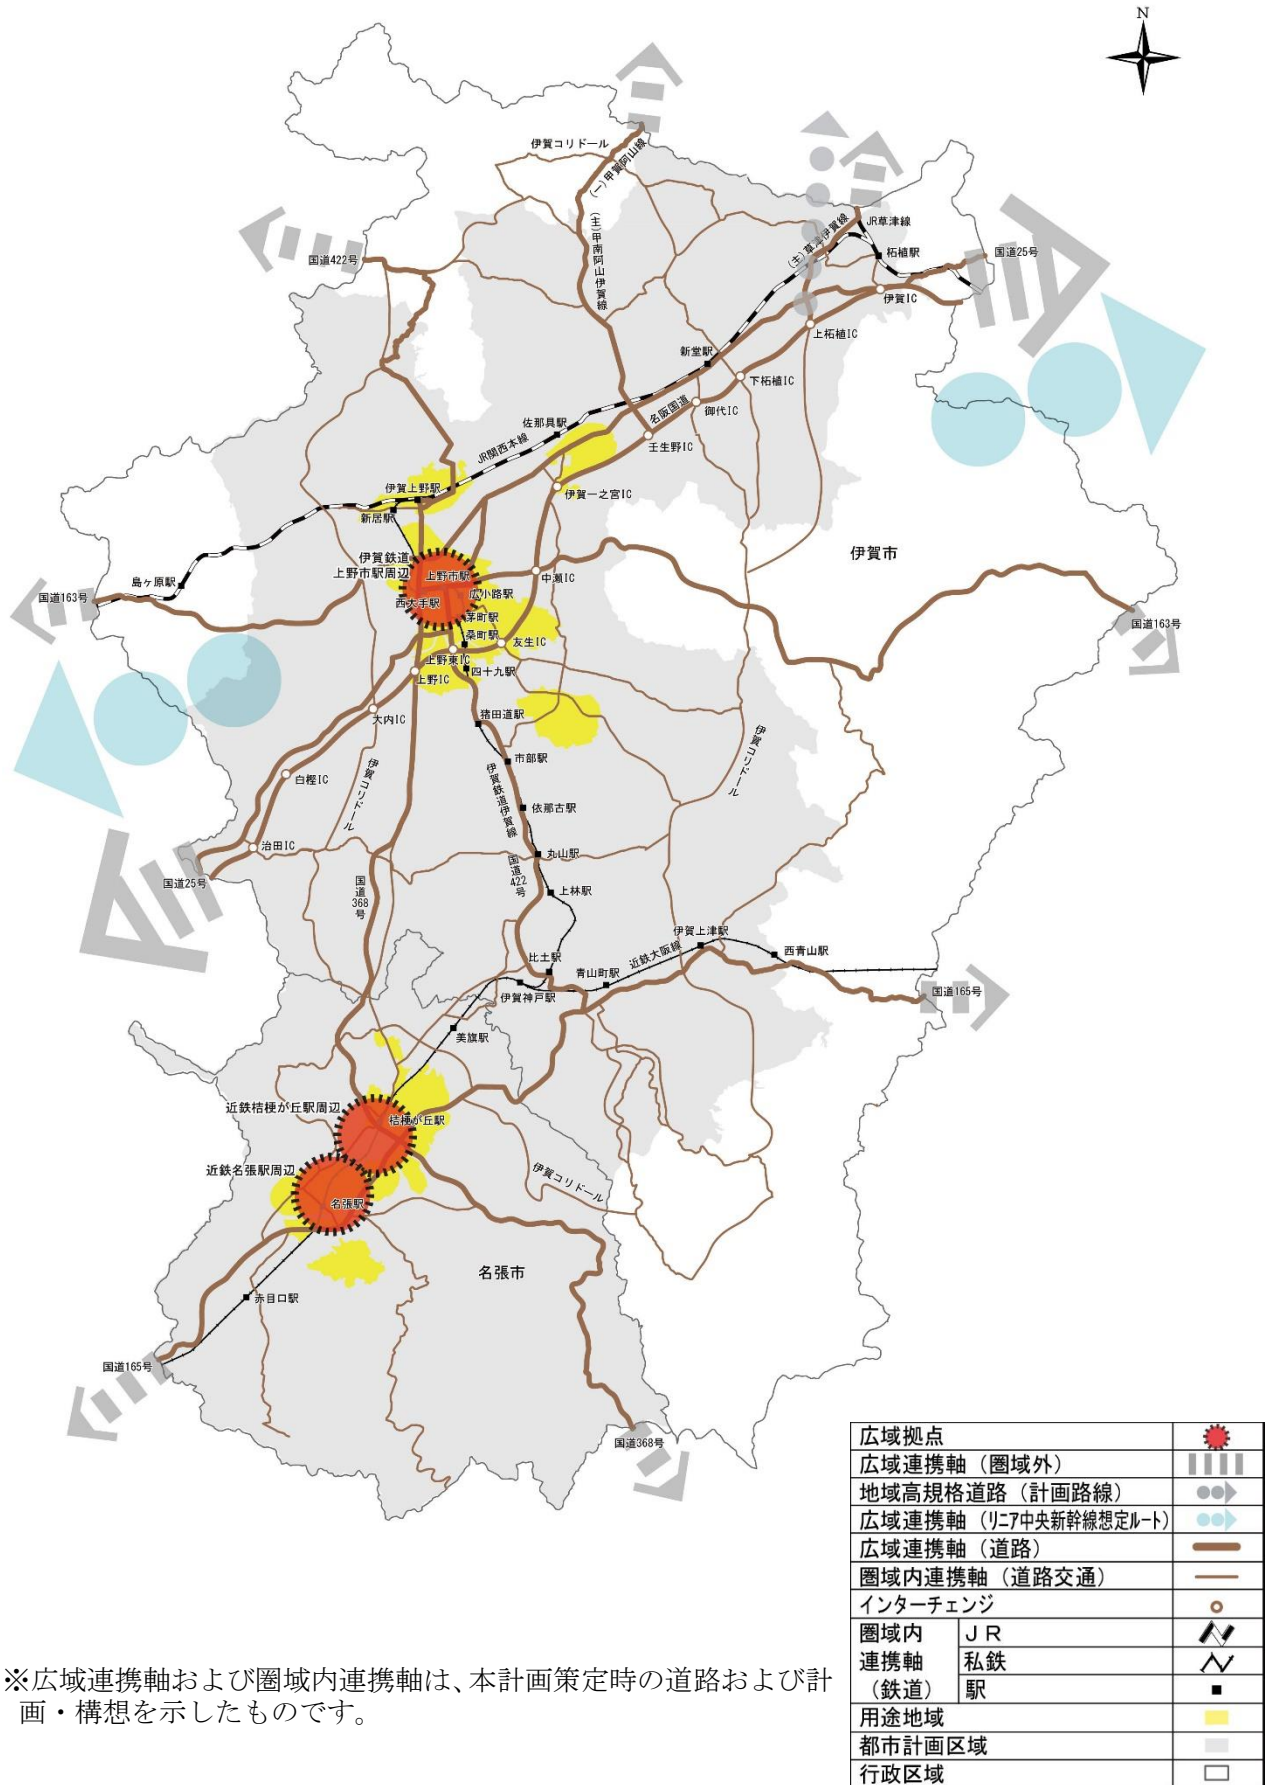 N
伊賀コリドール
(一)甲賀阿山線
(主)甲南阿山伊賀線
国道422号
(主)草津伊賀線
JR草津線
柘植駅
国道25号
伊賀IC
上柘植IC
新堂駅
下柘植IC
名阪国道
御代IC
佐那具駅
壬生野IC
JR関西本線
伊賀上野駅
伊賀一之宮IC
新居駅
伊賀市
伊賀鉄道
上野市駅周辺
上野市駅
中瀬IC
島ヶ原駅
国道163号
西大手駅
広小路駅
茅町駅
国道163号
桑町駅
友生IC
上野東IC
上野IC
四十九駅
大内IC
猪田道駅
伊賀コリドール
市部駅
白樫IC
伊賀コリドール
伊賀鉄道伊賀線
依那古駅
治田IC
丸山駅
国道25号
国道368号
国道422号
上林駅
伊賀上津駅
西青山駅
比土駅
近鉄大阪線
青山町駅
伊賀神戸駅
国道165号
美旗駅
近鉄桔梗が丘駅周辺
桔梗が丘駅
近鉄名張駅周辺
伊賀コリドール
名張駅
名張市
赤目口駅
国道165号
国道368号
広域拠点
広域連携軸（圏域外）
地域高規格道路（計画路線）
広域連携軸（リニア中央新幹線想定ルート）
広域連携軸（道路）
圏域内連携軸（道路交通）
インターチェンジ
圏域内 ＪＲ
連携軸 私鉄
（鉄道） 駅
用途地域
都市計画区域
行政区域
※広域連携軸および圏域内連携軸は、本計画策定時の道路および計
画・構想を示したものです。